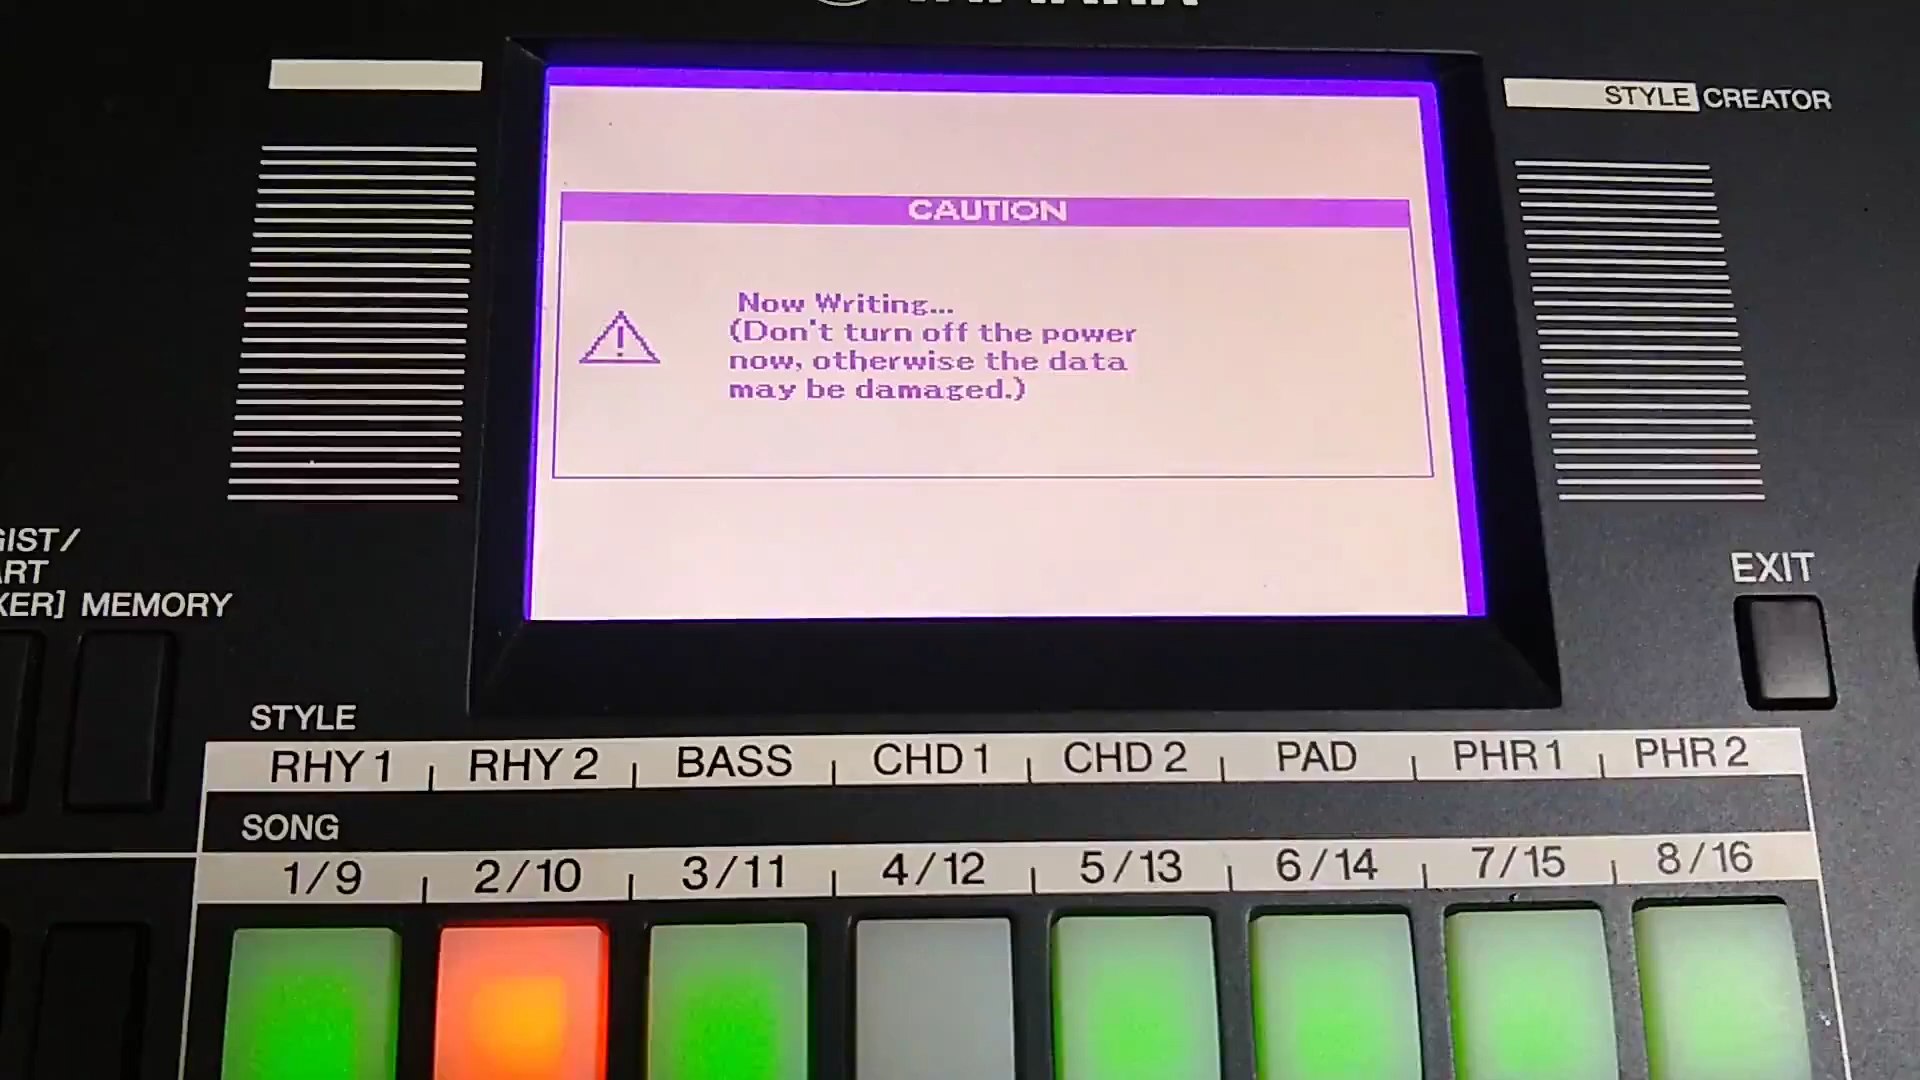 STYLE CREATOR
CAUTION
Now Writing...
(Don't turn off the power
now, otherwise the data
may be damaged.)
EXIT
MEMORY
STYLE
RHY 1 RHY 2 BASS CHD 1 CHD 2 PAD PHR 1 PHR 2
SONG
1/9 2/10 3/11 4/12 5/13 6/14 7/15 8/16